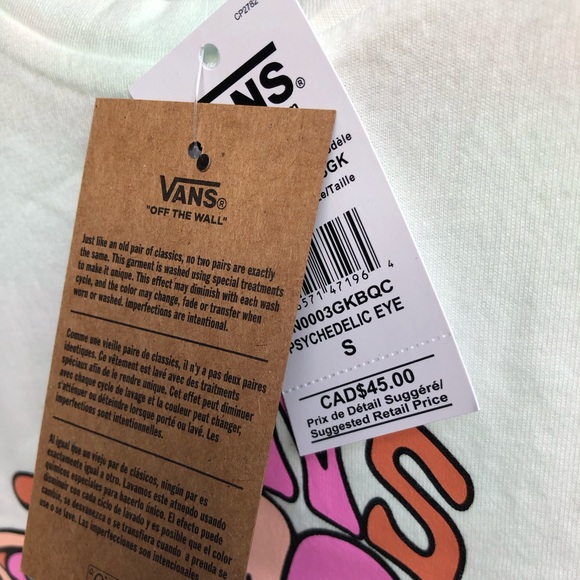 CP2782
VANS®
dèle
GK
e/Taille
6571 47196 4
N0003GKBQC
PSYCHEDELIC EYE
S
CAD$45.00
Prix de Détail Suggéré/
Suggested Retail Price
VANS®
"OFF THE WALL"
Just like an old pair of classics, no two pairs are exactly
the same. This garment is washed using special treatments
to make it unique. This effect may diminish with each wash
cycle, and the color may change, fade or transfer when
worn or washed. Imperfections are intentional.
Comme une vieille paire de classics, il n'y a pas deux paires
identiques. Ce vêtement est lavé avec des traitments
spéciaux afin de le rendre unique. Cet effet peut diminuer
avec chaque cycle de lavage et la couleur peut changer,
s'atténuer ou déteindre lorsque porté ou lavé. Les
imperfections sont intentionnelles.
Al igual que un viejo par de clásicos, ningún par es
exactamente igual a otro. Lavamos este atuendo usando
químicos especiales para hacerlo único. El efecto puede
disminuir con cada ciclo de lavado y es posible que el color
cambie, se desvanezca o se transfiera cuando la prenda se
use o se lave. Las imperfecciones son intencionales